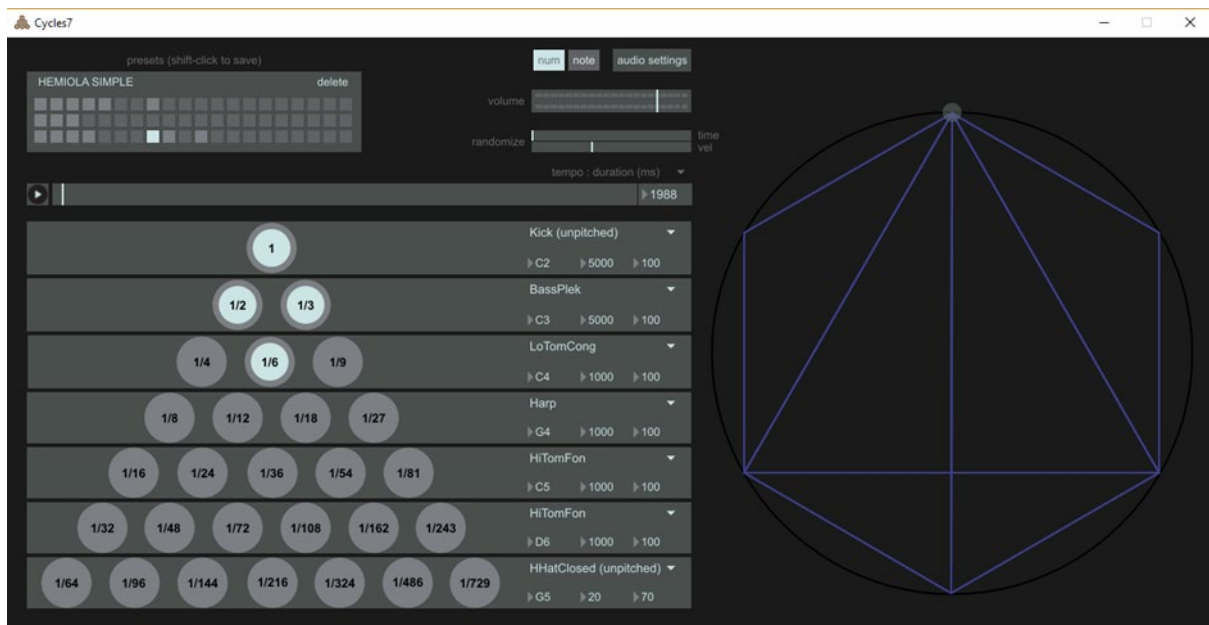 Cycles7
presets (shift-click to save)
HEMIOLA SIMPLE delete
num note audio settings
volume
randomize time
vel
tempo : duration (ms)
1988
1
Kick (unpitched)
C2 5000 100
1/2 1/3
BassPlek
C3 5000 100
1/4 1/6 1/9
LoTomCong
C4 1000 100
1/8 1/12 1/18 1/27
Harp
G4 1000 100
1/16 1/24 1/36 1/54 1/81
HiTomFon
C5 1000 100
1/32 1/48 1/72 1/108 1/162 1/243
HiTomFon
D6 1000 100
1/64 1/96 1/144 1/216 1/324 1/486 1/729
HHatClosed (unpitched)
G5 20 70